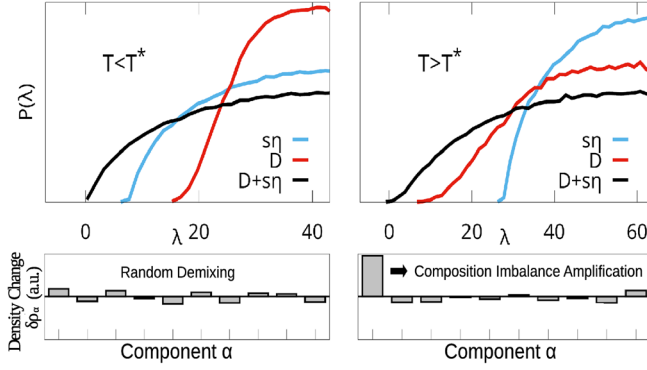 T<T*
T>T*
P(λ)
sη
D
D+sη
sη
D
D+sη
0 λ 20 40
0 20 λ 40 60
Density Change
δρα (a.u.)
Random Demixing
Composition Imbalance Amplification
Component α
Component α